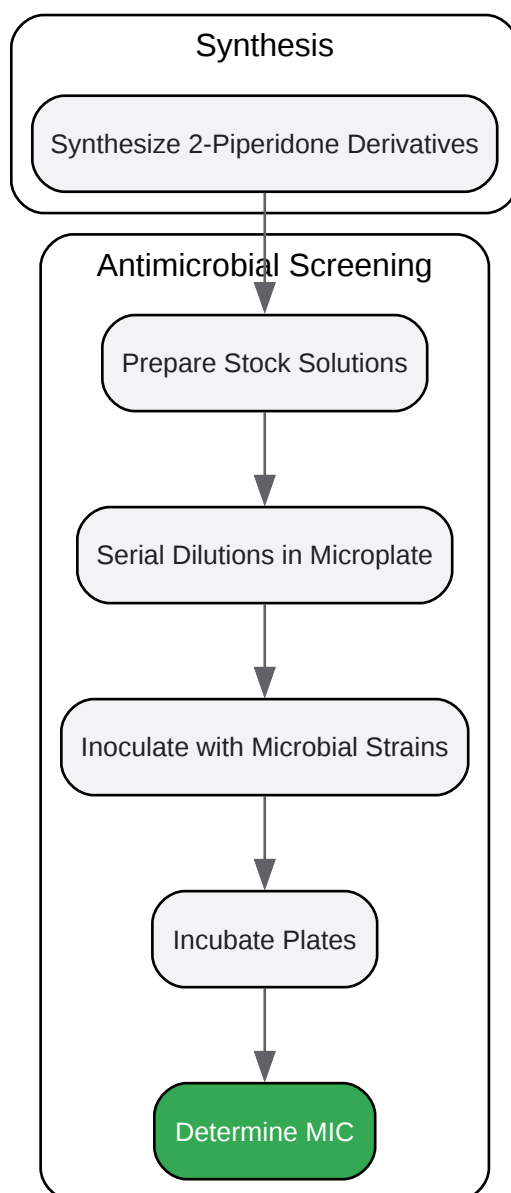 Synthesis
Synthesize 2-Piperidone Derivatives
Antimicrobial Screening
Prepare Stock Solutions
Serial Dilutions in Microplate
Inoculate with Microbial Strains
Incubate Plates
Determine MIC